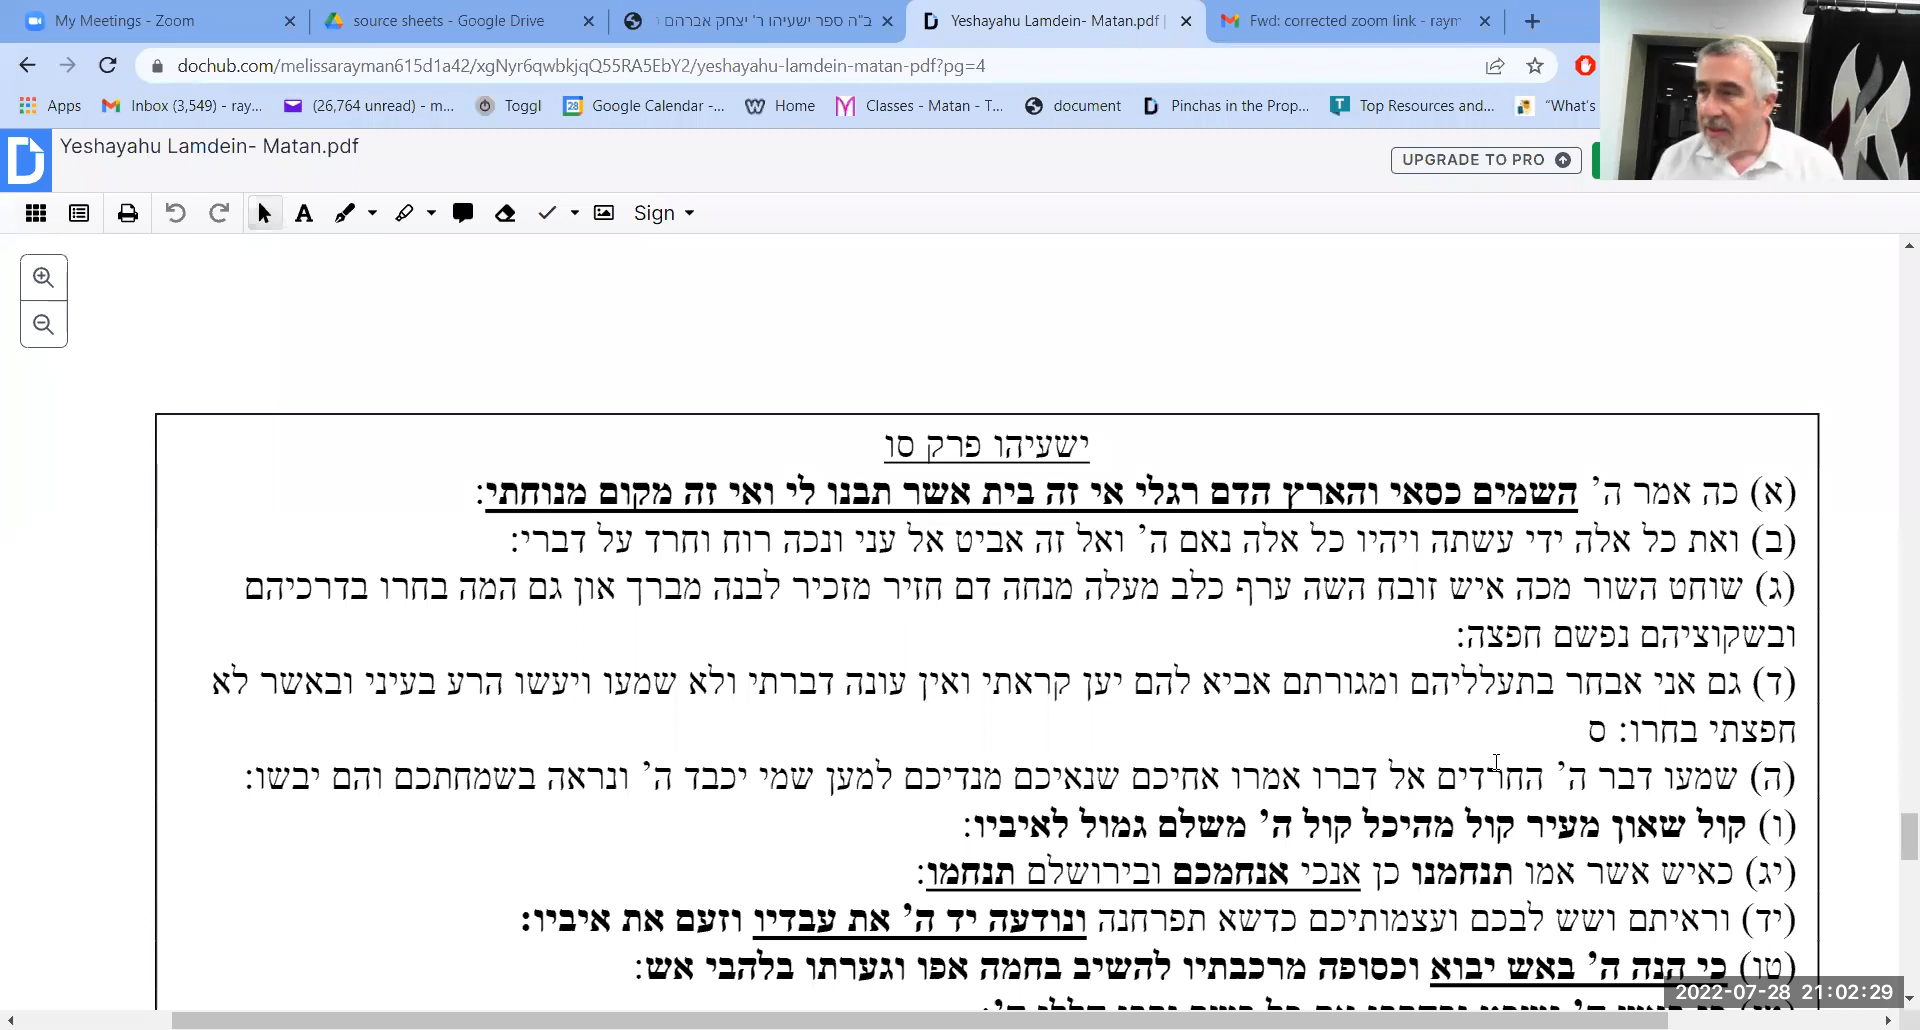 My Meetings - Zoom
source sheets - Google Drive
ב"ה ספר ישעיהו ר' יצחק אברהם
Yeshayahu Lamdein- Matan.pdf |
Fwd: corrected zoom link - raym
dochub.com/melissarayman615d1a42/xgNyr6qwbkjqQ55RA5EbY2/yeshayahu-lamdein-matan-pdf?pg=4
Apps
Inbox (3,549) - ray...
(26,764 unread) - m...
Toggl
28
Google Calendar -...
Home
Classes - Matan - T...
document
Pinchas in the Prop...
Top Resources and...
"What's
Yeshayahu Lamdein- Matan.pdf
UPGRADE TO PRO
Sign
ישעיהו פרק סו
(א) כה אמר ה' השמים כסאי והארץ הדם רגלי אי זה בית אשר תבנו לי ואי זה מקום מנוחתי:
(ב) ואת כל אלה ידי עשתה ויהיו כל אלה נאם ה' ואל זה אביט אל עני ונכה רוח וחרד על דברי:
(ג) שוחט השור מכה איש זובח השה ערף כלב מעלה מנחה דם חזיר מזכיר לבנה מברך און גם המה בחרו בדרכיהם
ובשקוציהם נפשם חפצה:
(ד) גם אני אבחר בתעלליהם ומגורתם אביא להם יען קראתי ואין עונה דברתי ולא שמעו ויעשו הרע בעיני ובאשר לא
חפצתי בחרו: ס
(ה) שמעו דבר ה' החרדים אל דברו אמרו אחיכם שנאיכם מנדיכם למען שמי יכבד ה' ונראה בשמחתכם והם יבשו:
(ו) קול שאון מעיר קול מהיכל קול ה' משלם גמול לאיביו:
(יג) כאיש אשר אמו תנחמנו כן אנכי אנחמכם ובירושלם תנחמו:
(יד) וראיתם ושש לבכם ועצמותיכם כדשא תפרחנה ונודעה יד ה' את עבדיו וזעם את איביו:
(טו) כי הנה ה' באש יבוא וכסופה מרכבתיו להשיב בחמה אפו וגערתו בלהבי אש:
2022-07-28 21:02:29